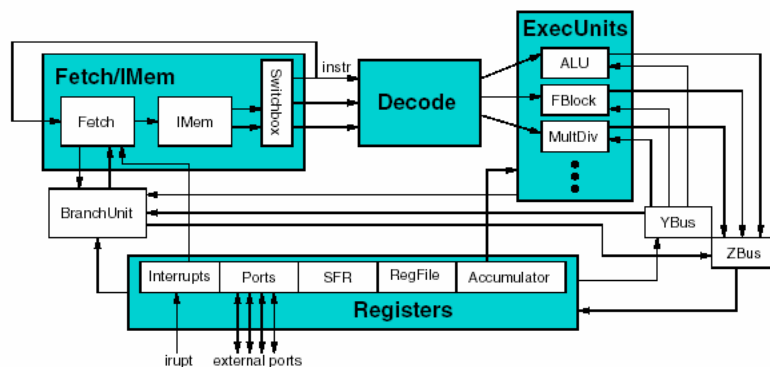 ExecUnits
Fetch/IMem
instr
Switchbox
ALU
Decode
FBlock
Fetch
IMem
MultDiv
BranchUnit
YBus
ZBus
Interrupts
Ports
SFR
RegFile
Accumulator
Registers
irupt
external ports